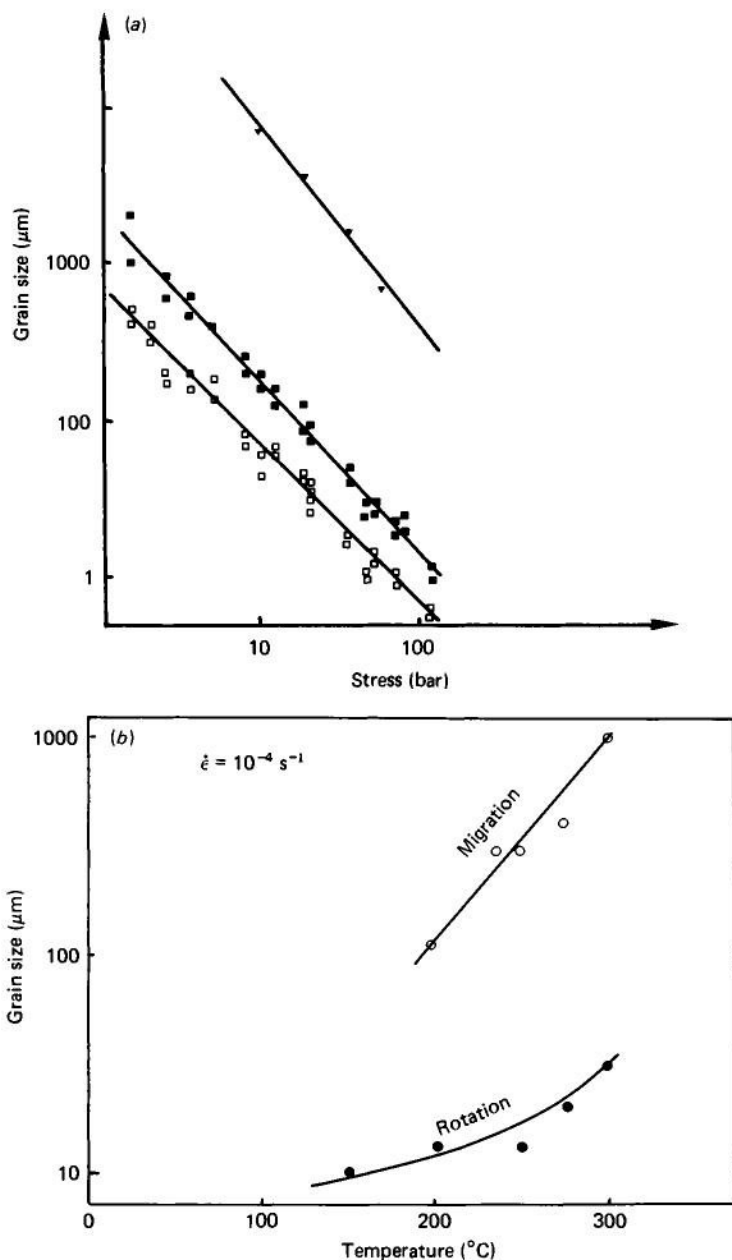 (a)
Grain size (μm)
1000
100
1
10
100
Stress (bar)
(b)
ε̇ = 10⁻⁴ s⁻¹
1000
Migration
Grain size (μm)
100
Rotation
10
0
100
200
300
Temperature (°C)